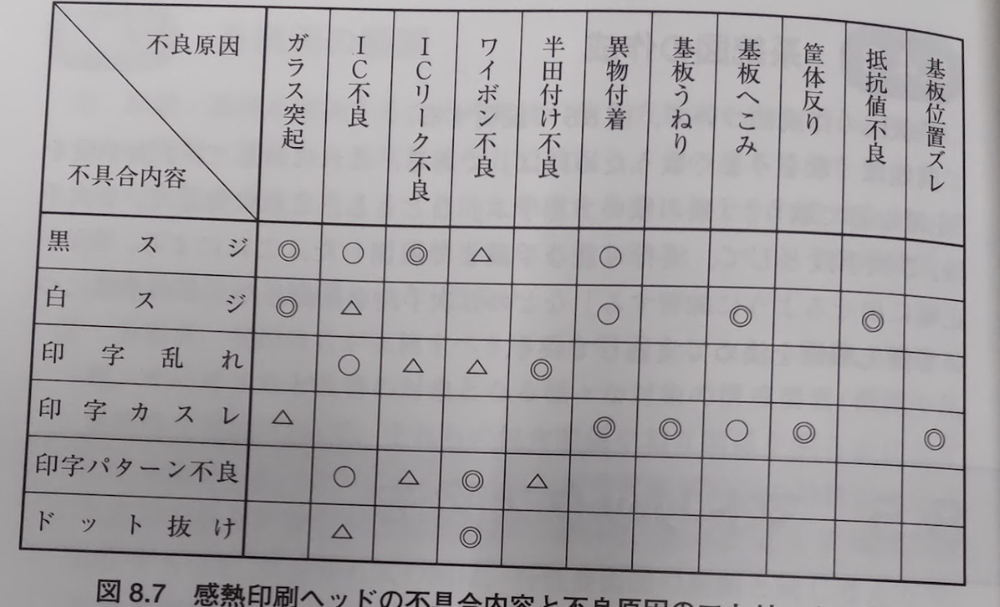 不良原因
不具合内容
ガラス突起
IC不良
ICリーク不良
ワイボ不良
半田付け不良
異物付着
基板うねり
基板へこみ
筐体反り
抵抗値不良
基板位置ズレ
黒スジ ◎ ○ ◎ △ ○
白スジ ◎ △ ○ ◎ ◎
印字乱れ ○ △ △ ◎
印字カスレ △ ◎ ◎ ○ ◎ ◎
印字パターン不良 ○ △ ◎ △
ドット抜け △ ◎
図8.7 感熱印刷ヘッドの不具合内容と不良原因の